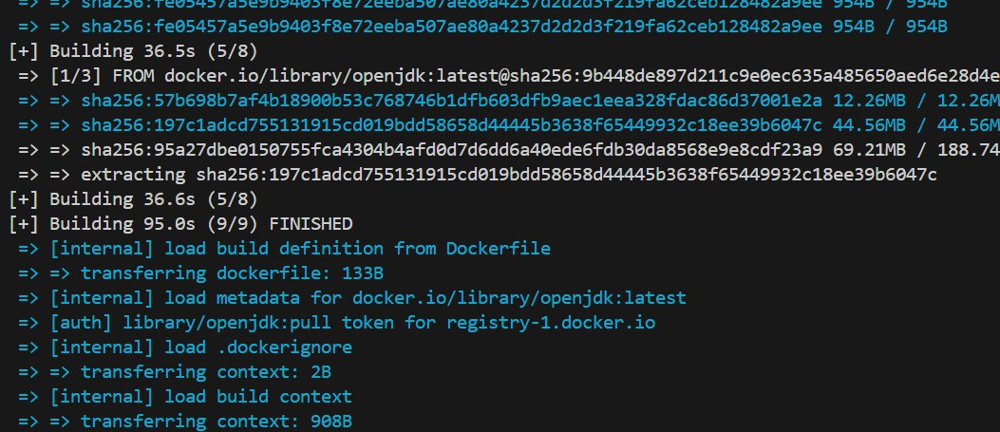 => => sha256:fe05457a5e9b9403f8e72eeba507ae80a4237d2d2d3f219fa62ceb128482a9ee 954B / 954B
=> => sha256:fe05457a5e9b9403f8e72eeba507ae80a4237d2d2d3f219fa62ceb128482a9ee 954B / 954B
[+] Building 36.5s (5/8)
=> [1/3] FROM docker.io/library/openjdk:latest@sha256:9b448de897d211c9e0ec635a485650aed6e28d4e
=> => sha256:57b698b7af4b18900b53c768746b1dfb603dfb9aec1eea328fdac86d37001e2a 12.26MB / 12.26M
=> => sha256:197c1adcd755131915cd019bdd58658d44445b3638f65449932c18ee39b6047c 44.56MB / 44.56M
=> => sha256:95a27dbe0150755fca4304b4afd0d7d6dd6a40ede6fdb30da8568e9e8cdf23a9 69.21MB / 188.74
=> => extracting sha256:197c1adcd755131915cd019bdd58658d44445b3638f65449932c18ee39b6047c
[+] Building 36.6s (5/8)
[+] Building 95.0s (9/9) FINISHED
=> [internal] load build definition from Dockerfile
=> => transferring dockerfile: 133B
=> [internal] load metadata for docker.io/library/openjdk:latest
=> [auth] library/openjdk:pull token for registry-1.docker.io
=> [internal] load .dockerignore
=> => transferring context: 2B
=> [internal] load build context
=> => transferring context: 908B